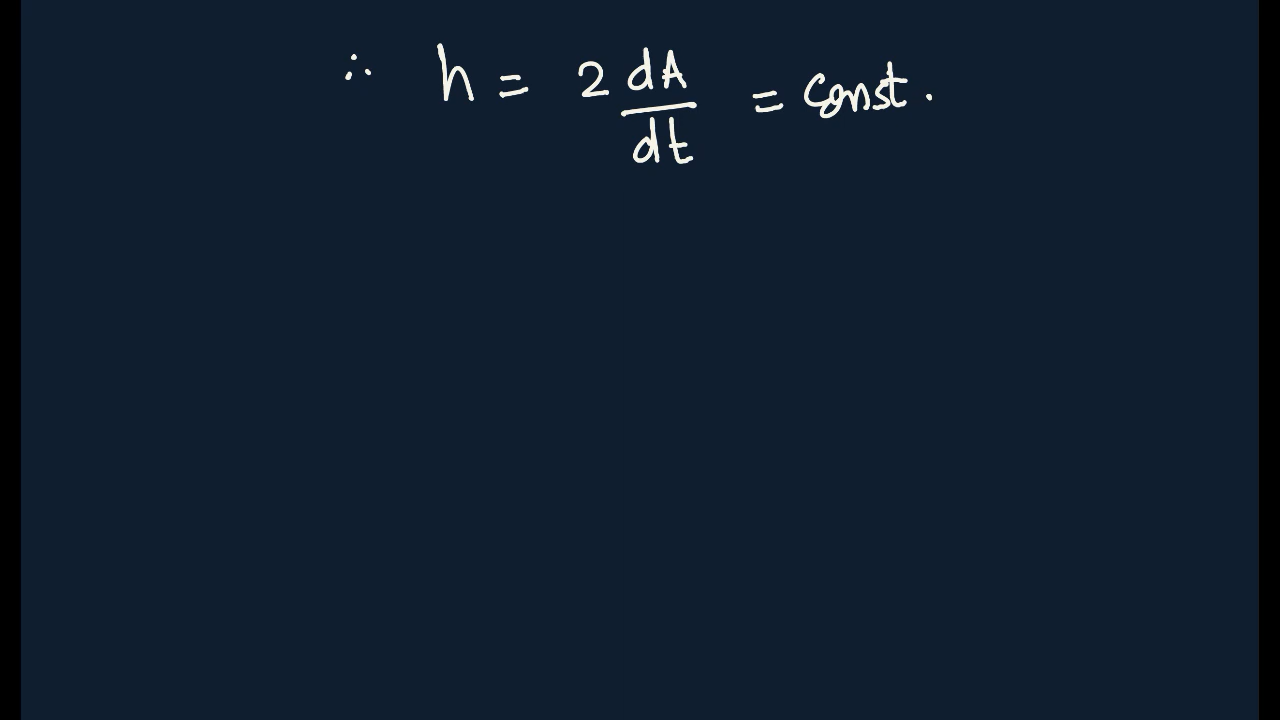 ∴ h = 2 dA/dt = const.